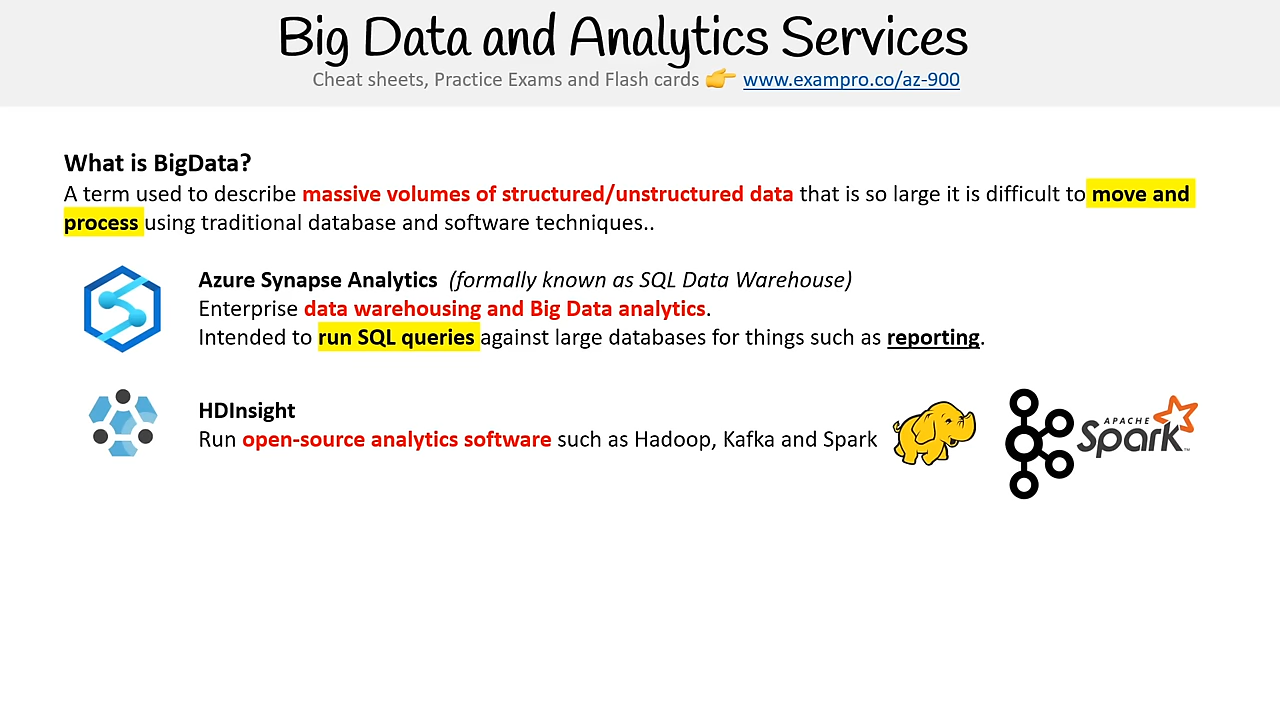 Big Data and Analytics Services
Cheat sheets, Practice Exams and Flash cards 👉 www.exampro.co/az-900
What is BigData?
A term used to describe massive volumes of structured/unstructured data that is so large it is difficult to move and
process using traditional database and software techniques..
Azure Synapse Analytics (formally known as SQL Data Warehouse)
Enterprise data warehousing and Big Data analytics.
Intended to run SQL queries against large databases for things such as reporting.
HDInsight
Run open-source analytics software such as Hadoop, Kafka and Spark
APACHE
Spark™